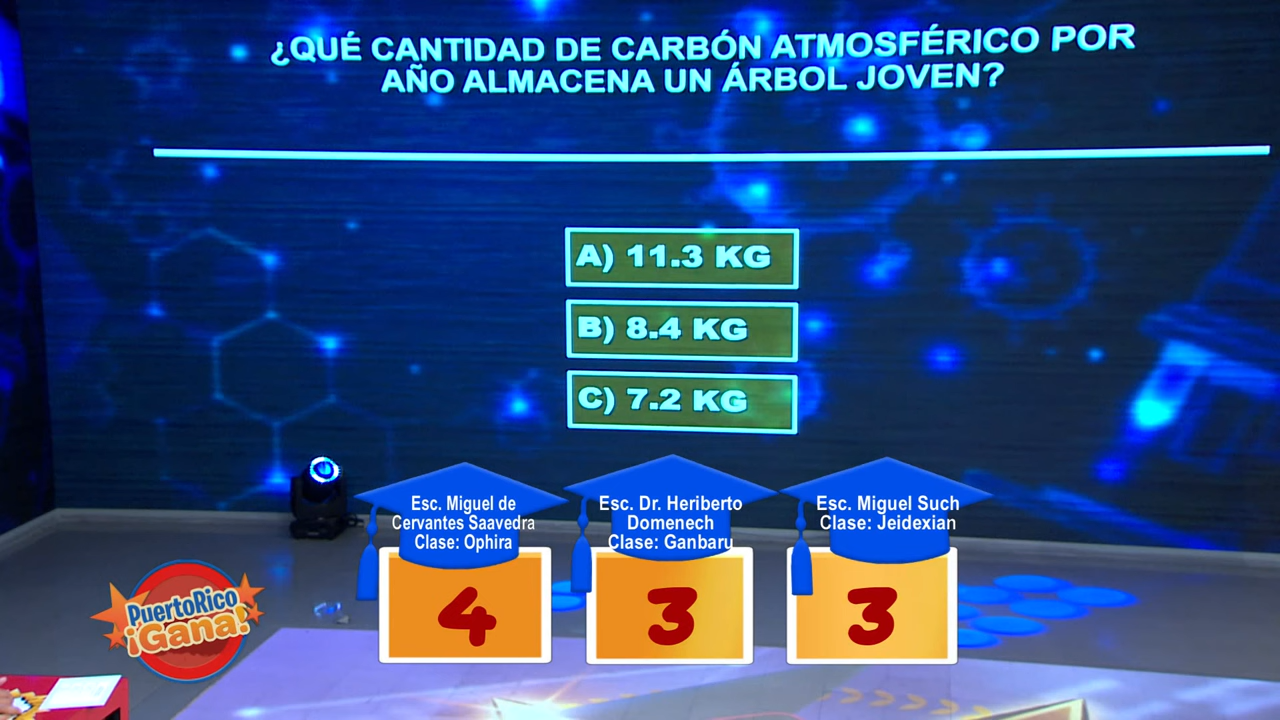 ¿QUÉ CANTIDAD DE CARBÓN ATMOSFÉRICO POR
AÑO ALMACENA UN ÁRBOL JOVEN?
A) 11.3 KG
B) 8.4 KG
C) 7.2 KG
Esc. Miguel de
Cervantes Saavedra
Clase: Ophira
4
Esc. Dr. Heriberto
Domenech
Clase: Ganbaru
3
Esc. Miguel Such
Clase: Jeidexian
3
PuertoRico
¡Gana!